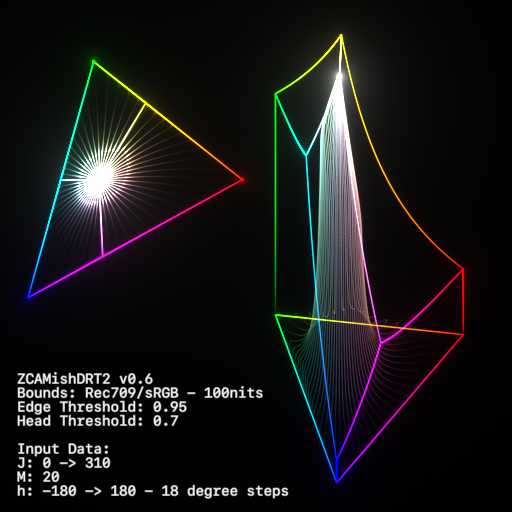 ZCAMishDRT2 v0.6
Bounds: Rec709/sRGB – 100nits
Edge Threshold: 0.95
Head Threshold: 0.7
Input Data:
J: 0 –> 310
M: 20
h: –180 –> 180 – 18 degree steps